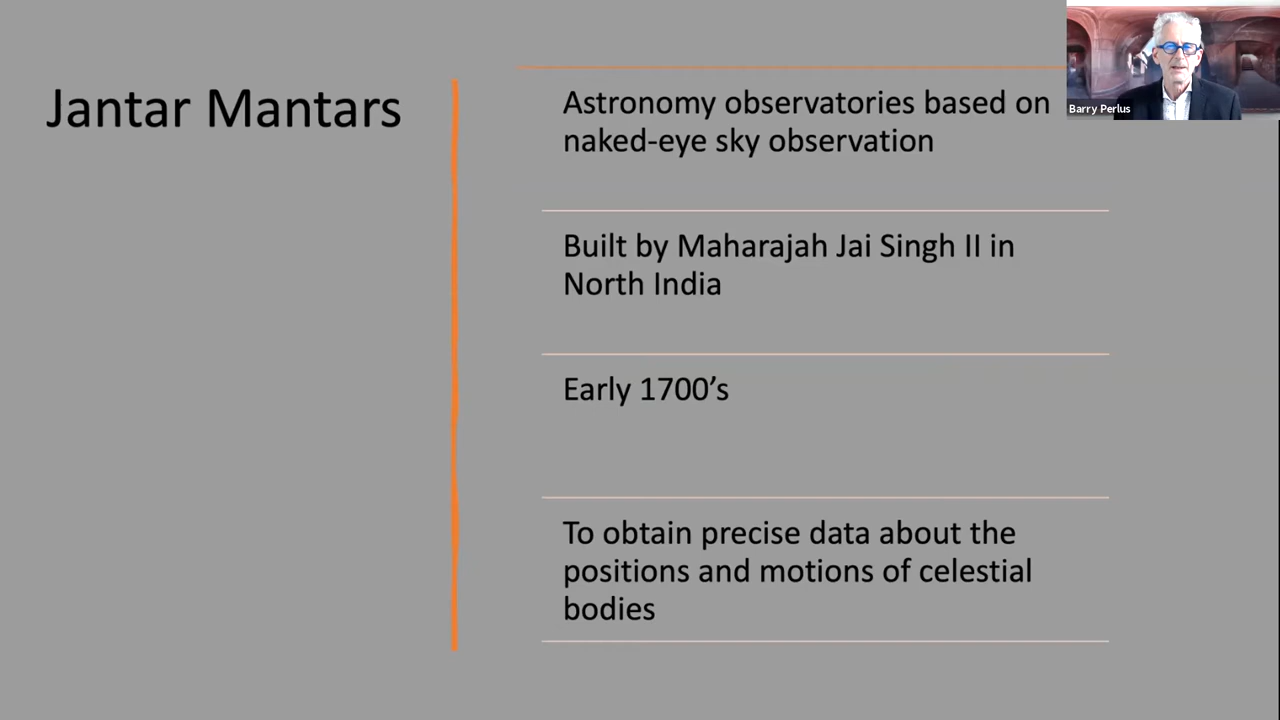 Jantar Mantars
Astronomy observatories based on
naked-eye sky observation
Built by Maharajah Jai Singh II in
North India
Early 1700’s
To obtain precise data about the
positions and motions of celestial
bodies
Barry Perlus